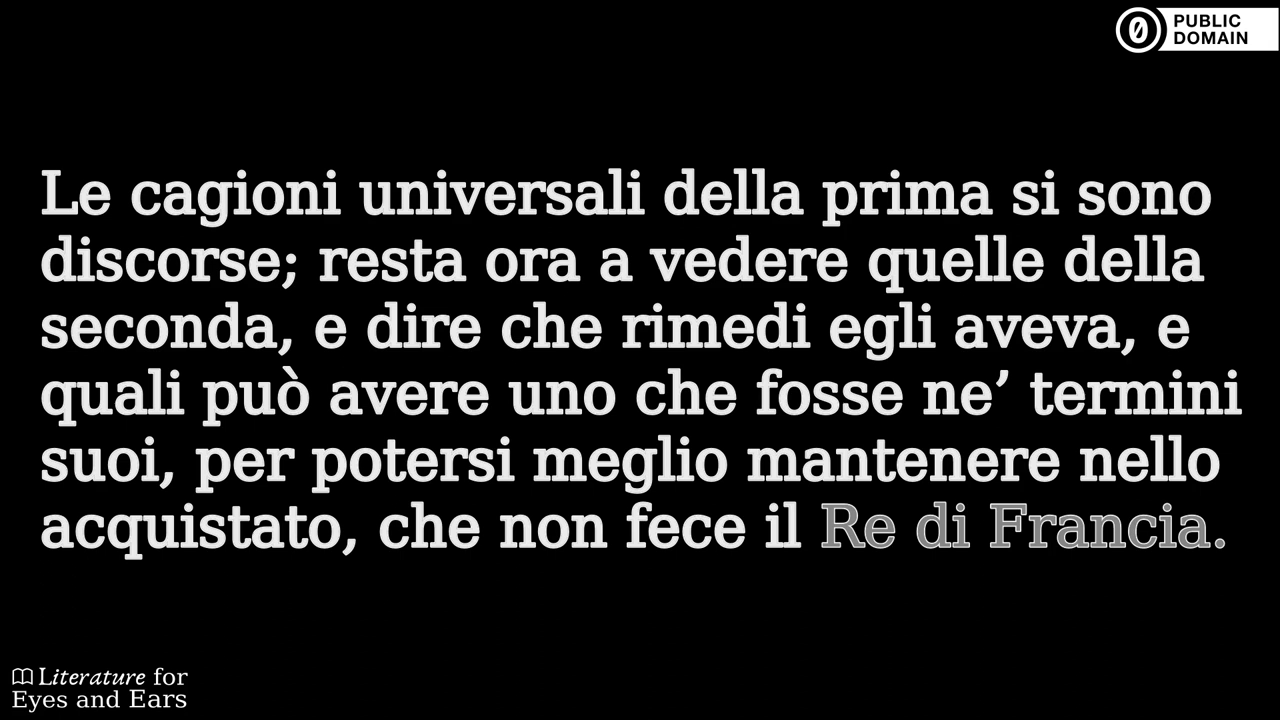 PUBLIC
DOMAIN
Le cagioni universali della prima si sono
discorse; resta ora a vedere quelle della
seconda, e dire che rimedi egli aveva, e
quali può avere uno che fosse ne’ termini
suoi, per potersi meglio mantenere nello
acquistato, che non fece il Re di Francia.
Literature for
Eyes and Ears